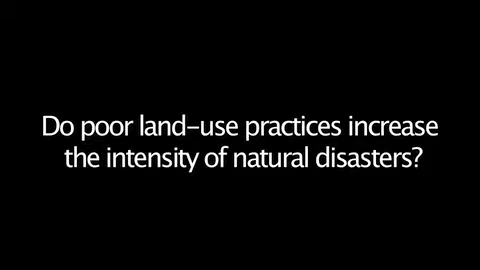 Do poor land-use practices increase
the intensity of natural disasters?